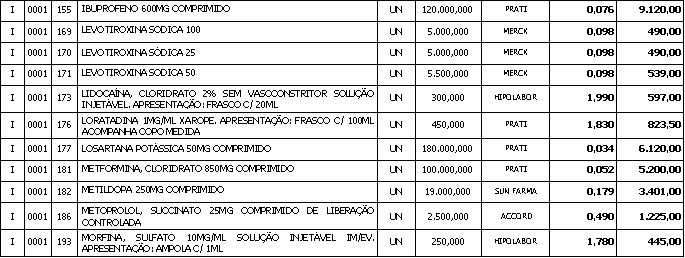 I 0001 155 IBUPROFENO 600MG COMPRIMIDO UN 120.000,000 PRATI 0,076 9.120,00
I 0001 169 LEVOTIROXINA SODICA 100 UN 5.000,000 MERCK 0,098 490,00
I 0001 170 LEVOTIROXINA SÓDICA 25 UN 5.000,000 MERCK 0,098 490,00
I 0001 171 LEVOTIROXINA SODICA 50 UN 5.500,000 MERCK 0,098 539,00
I 0001 173 LIDOCAÍNA, CLORIDRATO 2% SEM VASOCONSTRITOR SOLUÇÃO
INJETÁVEL. APRESENTAÇÃO: FRASCO C/ 20ML UN 300,000 HIPOLABOR 1,990 597,00
I 0001 176 LORATADINA 1MG/ML XAROPE. APRESENTAÇÃO: FRASCO C/ 100ML
ACOMPANHA COPO MEDIDA UN 450,000 PRATI 1,830 823,50
I 0001 177 LOSARTANA POTÁSSICA 50MG COMPRIMIDO UN 180.000,000 PRATI 0,034 6.120,00
I 0001 181 METFORMINA, CLORIDRATO 850MG COMPRIMIDO UN 100.000,000 PRATI 0,052 5.200,00
I 0001 182 METILDOPA 250MG COMPRIMIDO UN 19.000,000 SUN FARMA 0,179 3.401,00
I 0001 186 METOPROLOL, SUCCINATO 25MG COMPRIMIDO DE LIBERAÇÃO
CONTROLADA UN 2.500,000 ACCORD 0,490 1.225,00
I 0001 193 MORFINA, SULFATO 10MG/ML SOLUÇÃO INJETÁVEL IM/EV.
APRESENTAÇÃO: AMPOLA C/ 1ML UN 250,000 HIPOLABOR 1,780 445,00